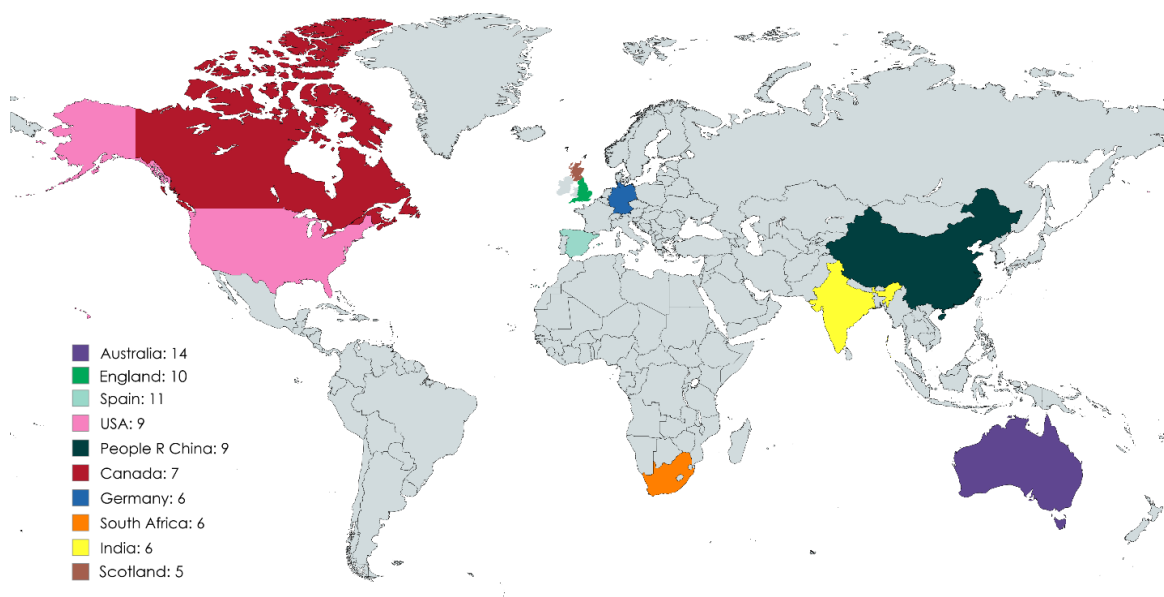 Australia: 14
England: 10
Spain: 11
USA: 9
People R China: 9
Canada: 7
Germany: 6
South Africa: 6
India: 6
Scotland: 5